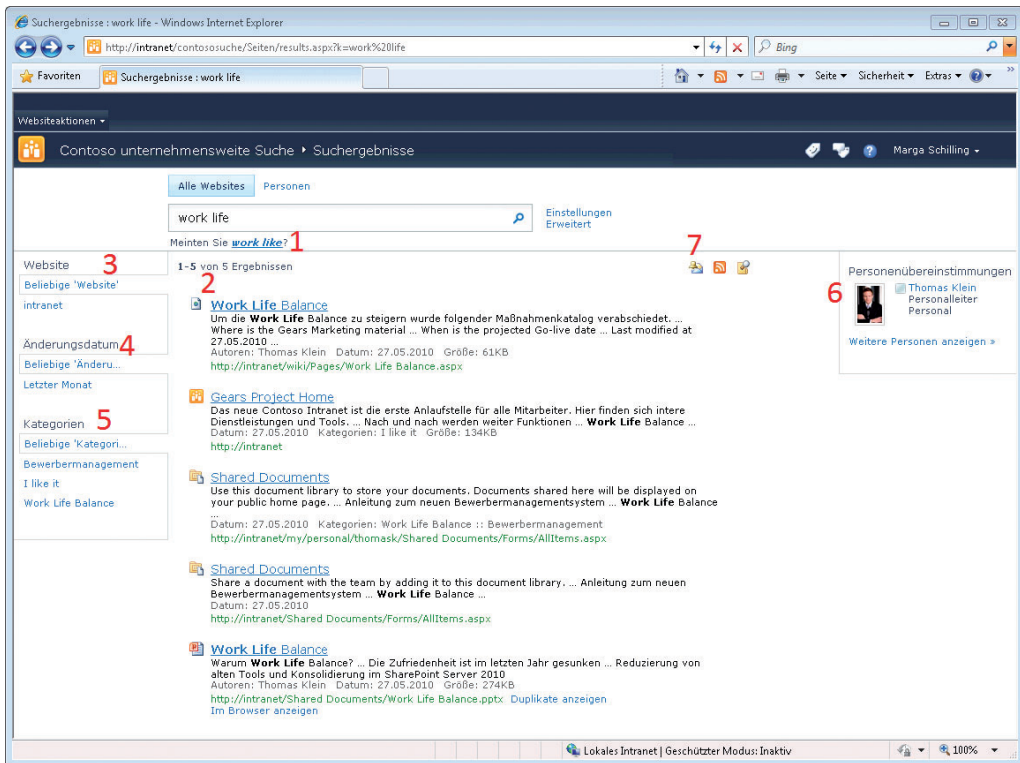 Suchergebnisse : work life - Windows Internet Explorer
http://intranet/contososuche/Seiten/results.aspx?k=work%20life
Bing
Favoriten
Suchergebnisse : work life
Seite
Sicherheit
Extras
Websiteaktionen
Contoso unternehmensweite Suche
Suchergebnisse
Marga Schilling
Alle Websites
Personen
work life
Einstellungen
Erweitert
Meinten Sie work like?
1
Website
3
Beliebige 'Website'
intranet
Änderungsdatum
4
Beliebige 'Änderu...
Letzter Monat
Kategorien
5
Beliebige 'Kategori...
Bewerbermanagement
I like it
Work Life Balance
1-5 von 5 Ergebnissen
7
2
Work Life Balance
Um die Work Life Balance zu steigern wurde folgender Maßnahmenkatalog verabschiedet. ...
Where is the Gears Marketing material ... When is the projected Go-live date ... Last modified at
27.05.2010 ...
Autoren: Thomas Klein Datum: 27.05.2010 Größe: 61KB
http://intranet/wiki/Pages/Work Life Balance.aspx
Gears Project Home
Das neue Contoso Intranet ist die erste Anlaufstelle für alle Mitarbeiter. Hier finden sich intere
Dienstleistungen und Tools. ... Nach und nach werden weiter Funktionen ... Work Life Balance ...
Datum: 27.05.2010 Kategorien: I like it Größe: 134KB
http://intranet
Shared Documents
Use this document library to store your documents. Documents shared here will be displayed on
your public home page. ... Anleitung zum neuen Bewerbermanagementsystem ... Work Life Balance
...
Datum: 27.05.2010 Kategorien: Work Life Balance :: Bewerbermanagement
http://intranet/my/personal/thomask/Shared Documents/Forms/AllItems.aspx
Shared Documents
Share a document with the team by adding it to this document library. ... Anleitung zum neuen
Bewerbermanagementsystem ... Work Life Balance ...
Datum: 27.05.2010
http://intranet/Shared Documents/Forms/AllItems.aspx
Work Life Balance
Warum Work Life Balance? ... Die Zufriedenheit ist im letzten Jahr gesunken ... Reduzierung von
alten Tools und Konsolidierung im SharePoint Server 2010
Autoren: Thomas Klein Datum: 27.05.2010 Größe: 274KB
http://intranet/Shared Documents/Work Life Balance.pptx Duplikate anzeigen
Im Browser anzeigen
Personenübereinstimmungen
6
Thomas Klein
Personalleiter
Personal
Weitere Personen anzeigen »
Lokales Intranet | Geschützter Modus: Inaktiv
100%